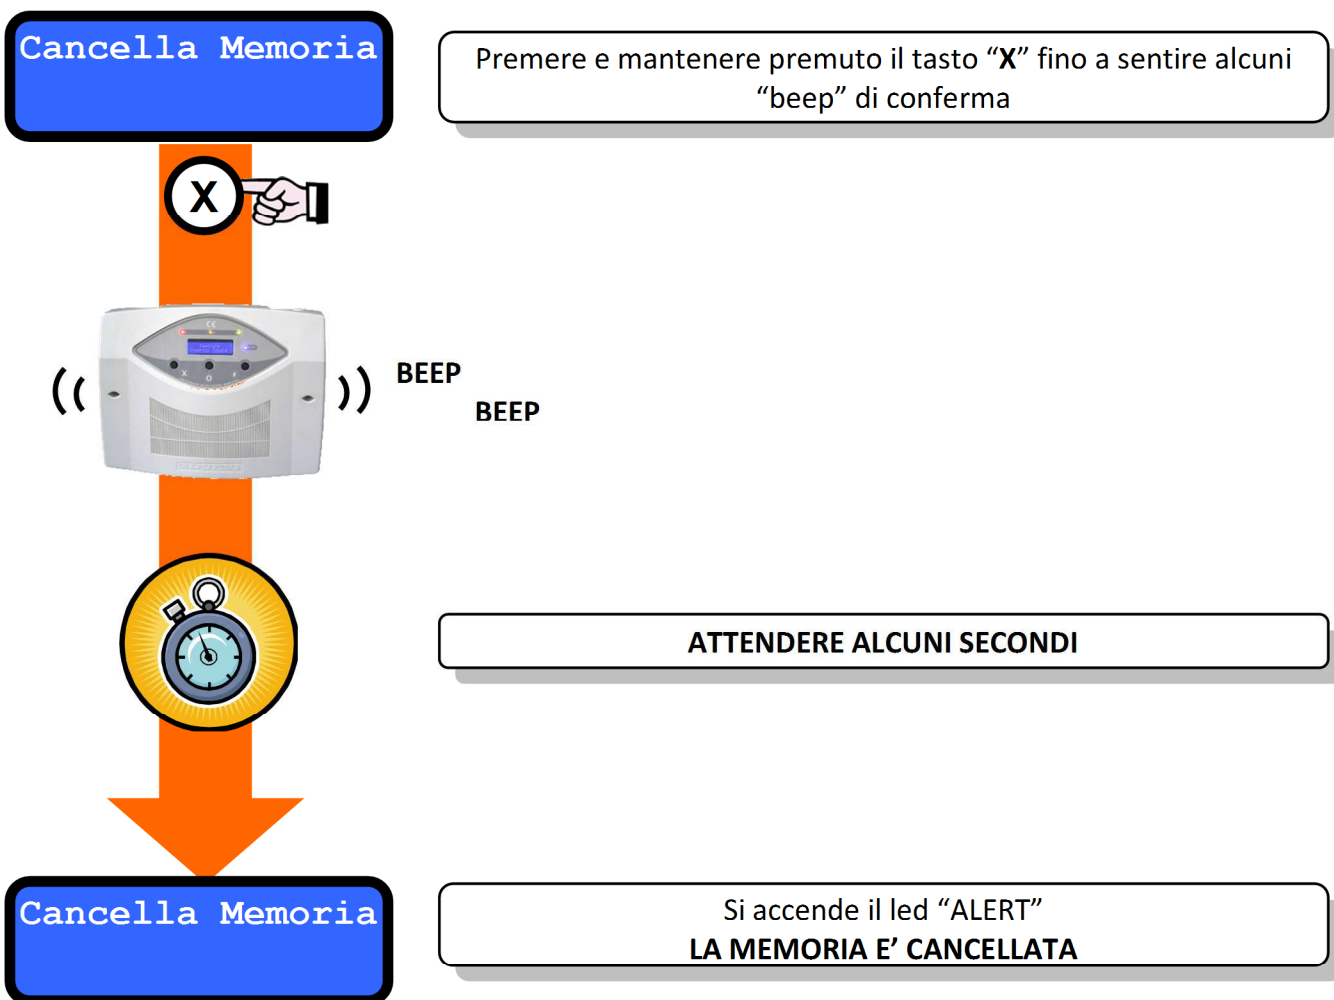 Cancella Memoria
Premere e mantenere premuto il tasto “X” fino a sentire alcuni
“beep” di conferma
X
CE
X O
BEEP
BEEP
ATTENDERE ALCUNI SECONDI
Cancella Memoria
Si accende il led “ALERT”
LA MEMORIA E’ CANCELLATA